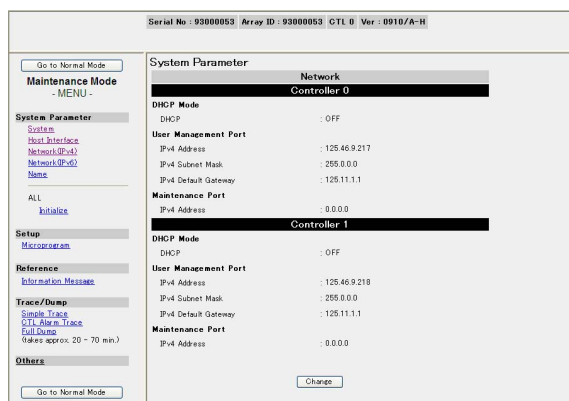 Serial No : 93000053 Array ID : 93000053 CTL 0 Ver : 0910/A-H
Go to Normal Mode
Maintenance Mode
- MENU -
System Parameter
System
Host Interface
Network(IPv4)
Network(IPv6)
Name
ALL
Initialize
Setup
Microprogram
Reference
Information Message
Trace/Dump
Simple Trace
CTL Alarm Trace
Full Dump
(takes approx. 20 - 70 min.)
Others
Go to Normal Mode
System Parameter
Network
Controller 0
DHCP Mode
DHCP : OFF
User Management Port
IPv4 Address : 125.46.9.217
IPv4 Subnet Mask : 255.0.0.0
IPv4 Default Gateway : 125.11.1.1
Maintenance Port
IPv4 Address : 0.0.0.0
Controller 1
DHCP Mode
DHCP : OFF
User Management Port
IPv4 Address : 125.46.9.218
IPv4 Subnet Mask : 255.0.0.0
IPv4 Default Gateway : 125.11.1.1
Maintenance Port
IPv4 Address : 0.0.0.0
Change